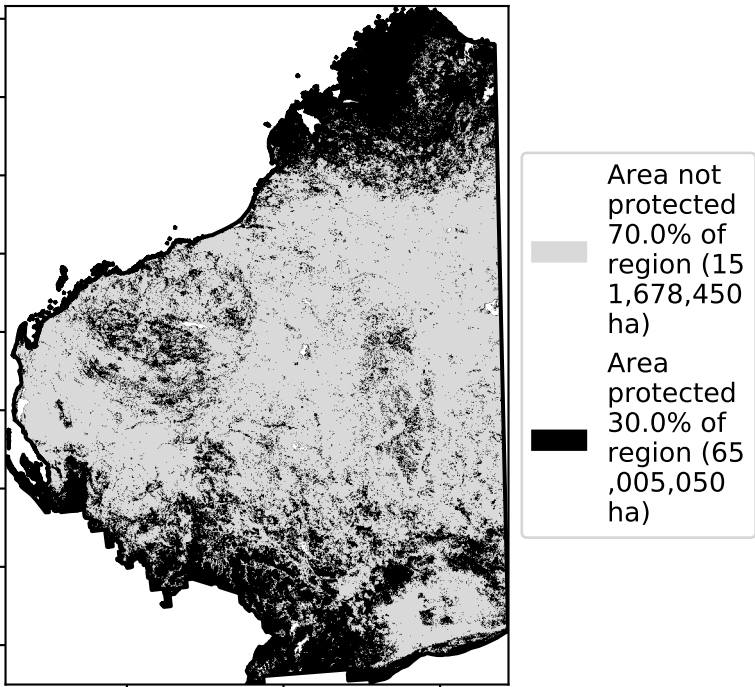 Area not
protected
70.0% of
region (15
1,678,450
ha)
Area
protected
30.0% of
region (65
,005,050
ha)